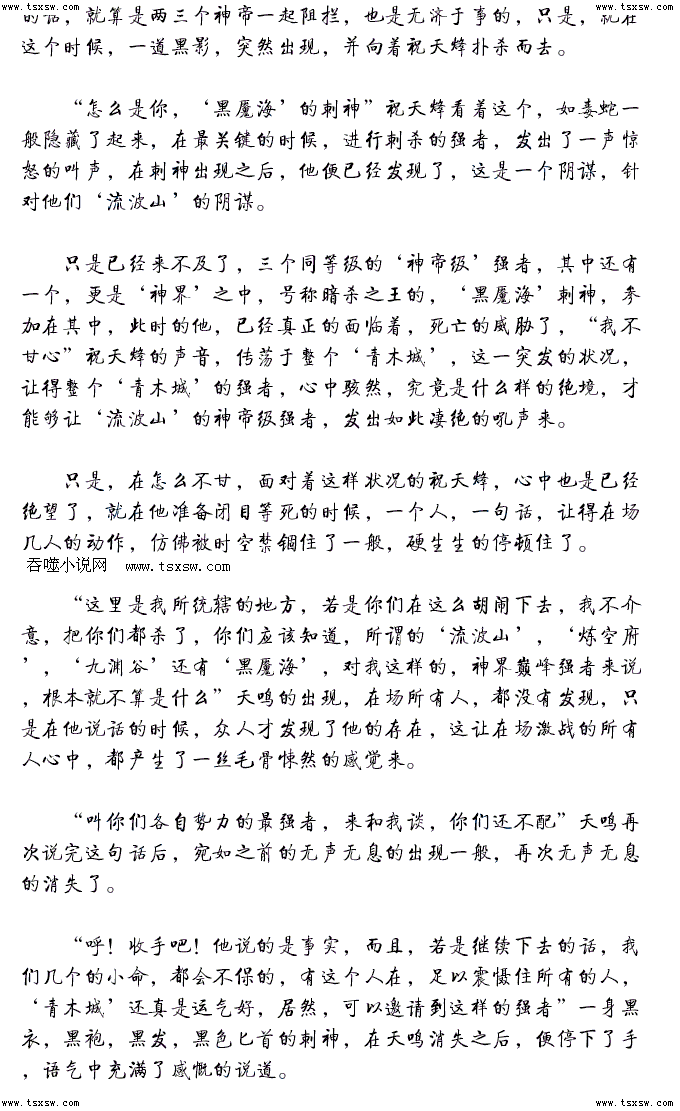 www.tsxsw.com www.tsxsw.com www.tsxsw.com www.tsxsw.com
的话，就算是两三个神帝一起阻拦，也是无济于事的，只是，就在
这个时候，一道黑影，突然出现，并向着祝天烽扑杀而去。
“怎么是你，‘黑魇海’的刺神”祝天烽看着这个，如毒蛇一
般隐藏了起来，在最关键的时候，进行刺杀的强者，发出了一声惊
怒的叫声，在刺神出现之后，他便已经发现了，这是一个阴谋，针
对他们‘流波山’的阴谋。
只是已经来不及了，三个同等级的‘神帝级’强者，其中还有
一个，更是‘神界’之中，号称暗杀之王的，‘黑魇海’刺神，参
加在其中，此时的他，已经真正的面临着，死亡的威胁了，“我不
甘心”祝天烽的声音，传荡于整个‘青木城’，这一突发的状况，
让得整个‘青木城’的强者，心中骇然，究竟是什么样的绝境，才
能够让‘流波山’的神帝级强者，发出如此凄绝的吼声来。
只是，在怎么不甘，面对着这样状况的祝天烽，心中也是已经
绝望了，就在他准备闭目等死的时候，一个人，一句话，让得在场
几人的动作，仿佛被时空禁锢住了一般，硬生生的停顿住了。
吞噬小说网 www.tsxsw.com
“这里是我所统辖的地方，若是你们在这么胡闹下去，我不介
意，把你们都杀了，你们应该知道，所谓的‘流波山’，‘炼空府
’，‘九渊谷’还有‘黑魇海’，对我这样的，神界巅峰强者来说
，根本就不算是什么”天鸣的出现，在场所有人，都没有发现，只
是在他说话的时候，众人才发现了他的存在，这让在场激战的所有
人心中，都产生了一丝毛骨悚然的感觉来。
“叫你们各自势力的最强者，来和我谈，你们还不配”天鸣再
次说完这句话后，宛如之前的无声无息的出现一般，再次无声无息
的消失了。
“呼！收手吧！他说的是事实，而且，若是继续下去的话，我
们几个的小命，都会不保的，有这个人在，足以震慑住所有的人，
‘青木城’还真是运气好，居然，可以邀请到这样的强者”一身黑
衣，黑袍，黑发，黑色匕首的刺神，在天鸣消失之后，便停下了手
，语气中充满了感慨的说道。
www.tsxsw.com www.tsxsw.com www.tsxsw.com www.tsxsw.com